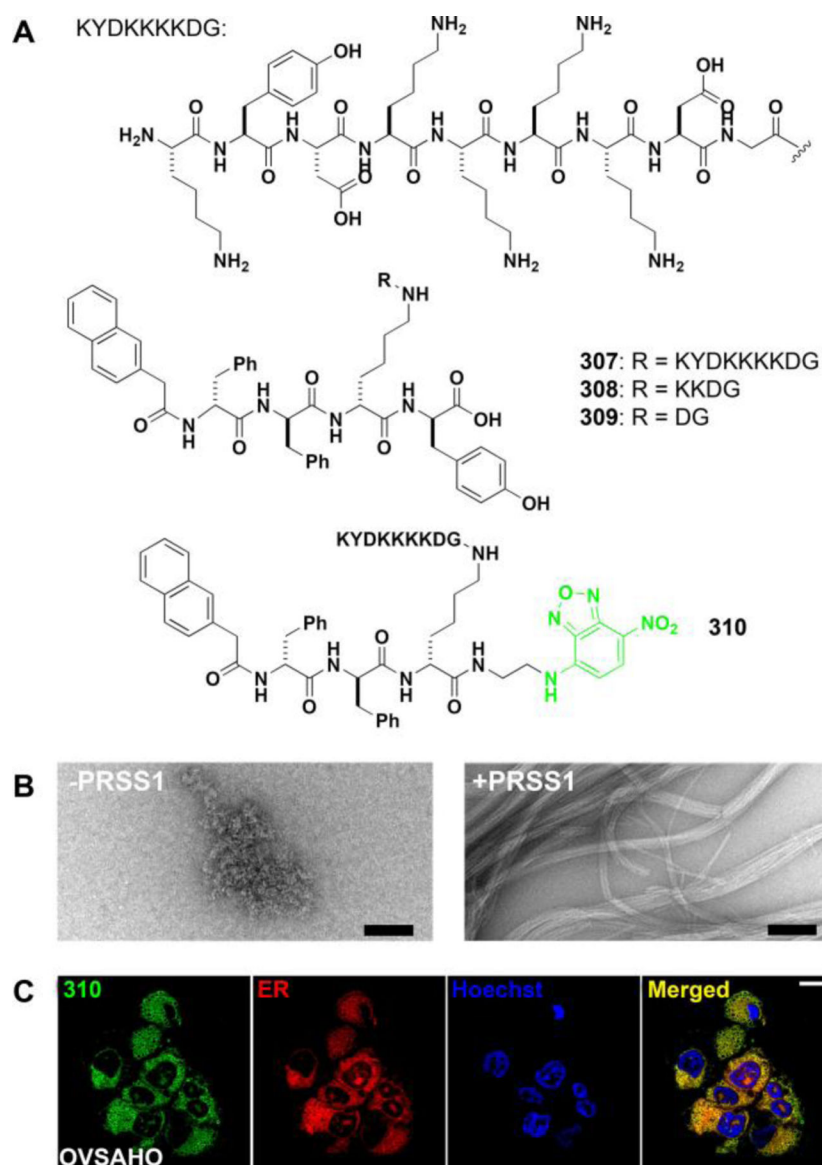 A
KYDKKKKDG:
OH
NH2
NH2
O
OH
O
O
O
O
O
H2N
N
H
H
N
O
N
H
O
H
N
O
N
H
H
N
O
N
H
H
N
O
N
H
O
OH
NH2
NH2
NH2
R
NH
Ph
O
N
H
O
H
N
Ph
O
N
H
O
H
N
O
OH
OH
307: R = KYDKKKKDG
308: R = KKDG
309: R = DG
KYDKKKKDG
NH
Ph
O
N
H
O
H
N
Ph
O
N
H
O
H
N
N
H
N
O
N
NO2
310
B
-PRSS1
+PRSS1
C
310
ER
Hoechst
Merged
OVSAHO